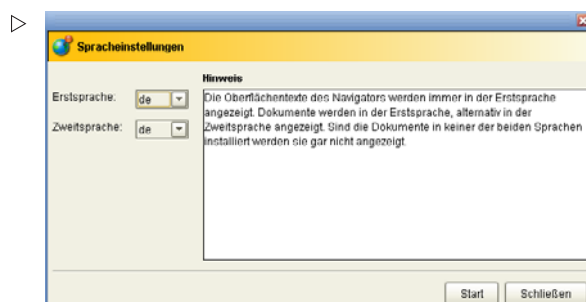 Spracheinstellungen
Hinweis
Erstsprache: de
Zweitsprache: de
Die Oberflächentexte des Navigators werden immer in der Erstsprache
angezeigt. Dokumente werden in der Erstsprache, alternativ in der
Zweitsprache angezeigt. Sind die Dokumente in keiner der beiden Sprachen
installiert werden sie gar nicht angezeigt.
Start Schließen